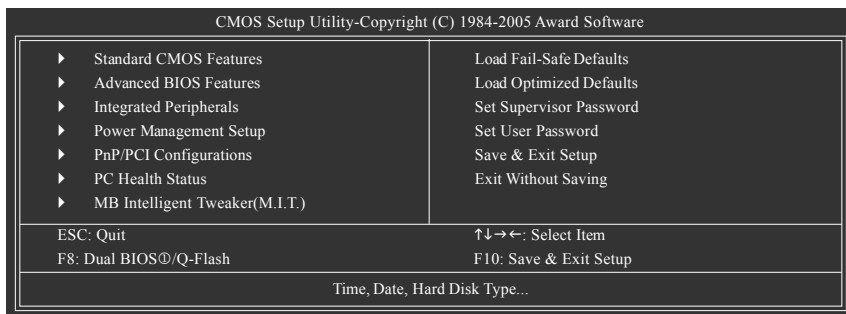 CMOS Setup Utility-Copyright (C) 1984-2005 Award Software
Standard CMOS Features
Advanced BIOS Features
Integrated Peripherals
Power Management Setup
PnP/PCI Configurations
PC Health Status
MB Intelligent Tweaker(M.I.T.)
Load Fail-Safe Defaults
Load Optimized Defaults
Set Supervisor Password
Set User Password
Save & Exit Setup
Exit Without Saving
ESC: Quit
↑↓→←: Select Item
F8: Dual BIOS①/Q-Flash
F10: Save & Exit Setup
Time, Date, Hard Disk Type...